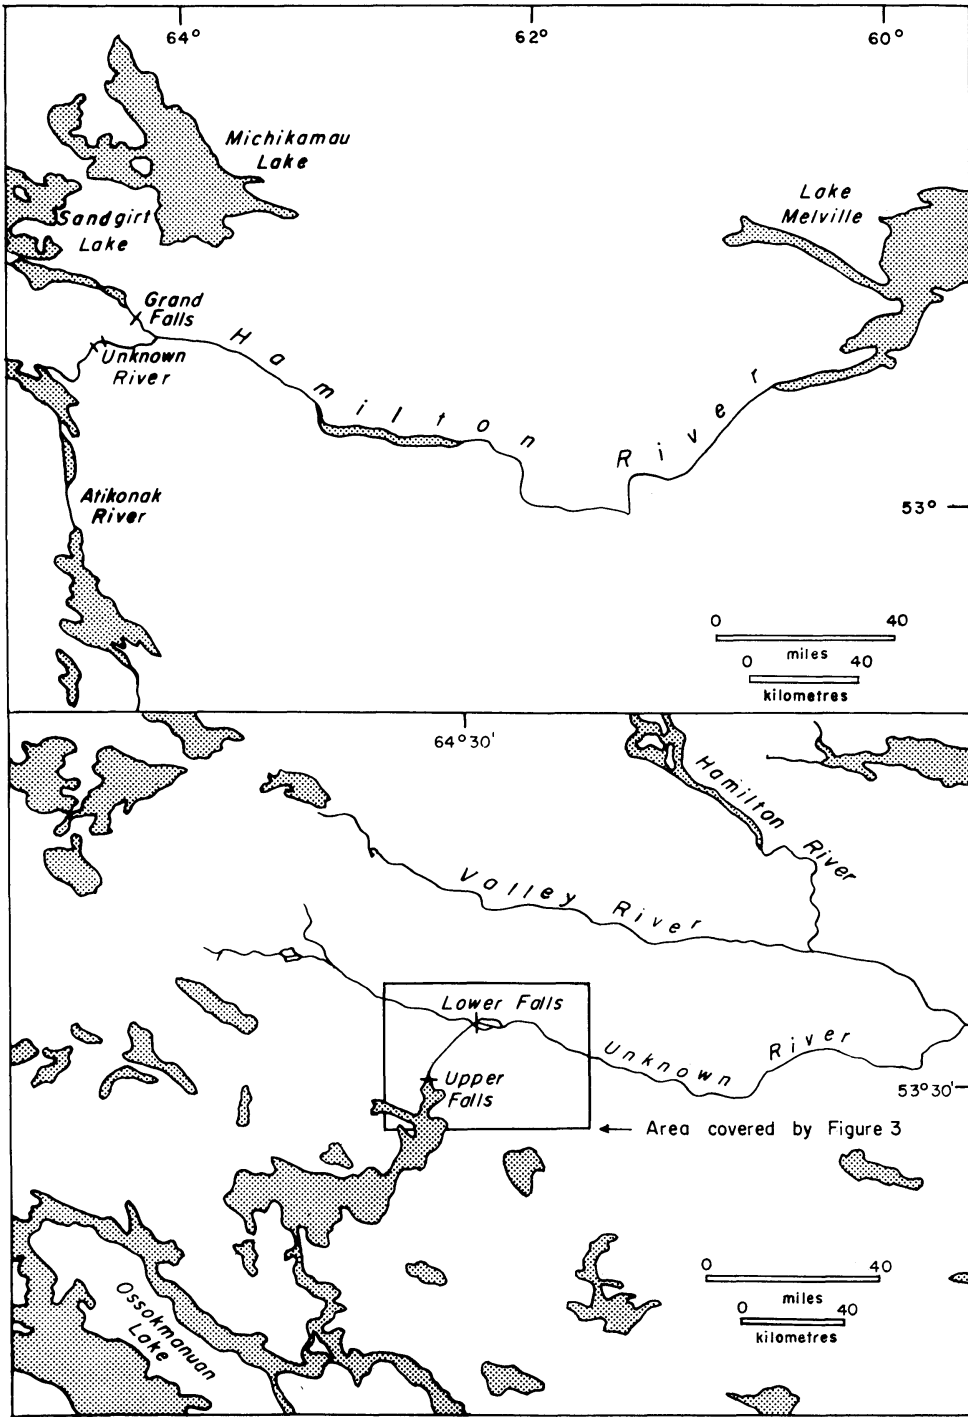 64°
62°
60°
Michikamau
Lake
Lake
Melville
Sandgirt
Lake
Grand
Falls
Unknown
River
Hamilton River
Atikonak
River
53°
0 40
miles
0 40
kilometres
64°30'
Hamilton River
Valley River
Lower Falls
Unknown River
Upper
Falls
53°30'
Area covered by Figure 3
Ossokmanuan
Lake
0 40
miles
0 40
kilometres